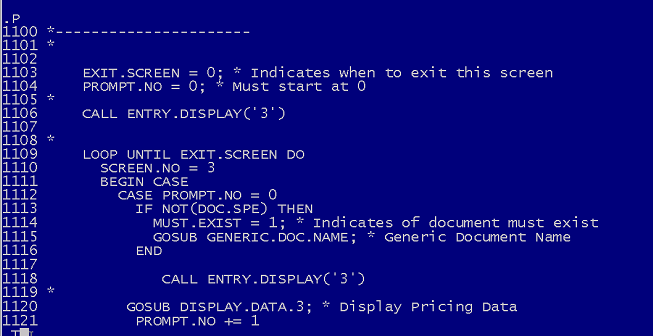 .P
1100 *----------------------
1101 *
1102
1103     EXIT.SCREEN = 0; * Indicates when to exit this screen
1104     PROMPT.NO = 0; * Must start at 0
1105 *
1106     CALL ENTRY.DISPLAY('3')
1107
1108 *
1109     LOOP UNTIL EXIT.SCREEN DO
1110       SCREEN.NO = 3
1111       BEGIN CASE
1112         CASE PROMPT.NO = 0
1113           IF NOT(DOC.SPE) THEN
1114             MUST.EXIST = 1; * Indicates of document must exist
1115             GOSUB GENERIC.DOC.NAME; * Generic Document Name
1116           END
1117
1118              CALL ENTRY.DISPLAY('3')
1119 *
1120          GOSUB DISPLAY.DATA.3; * Display Pricing Data
1121           PROMPT.NO += 1